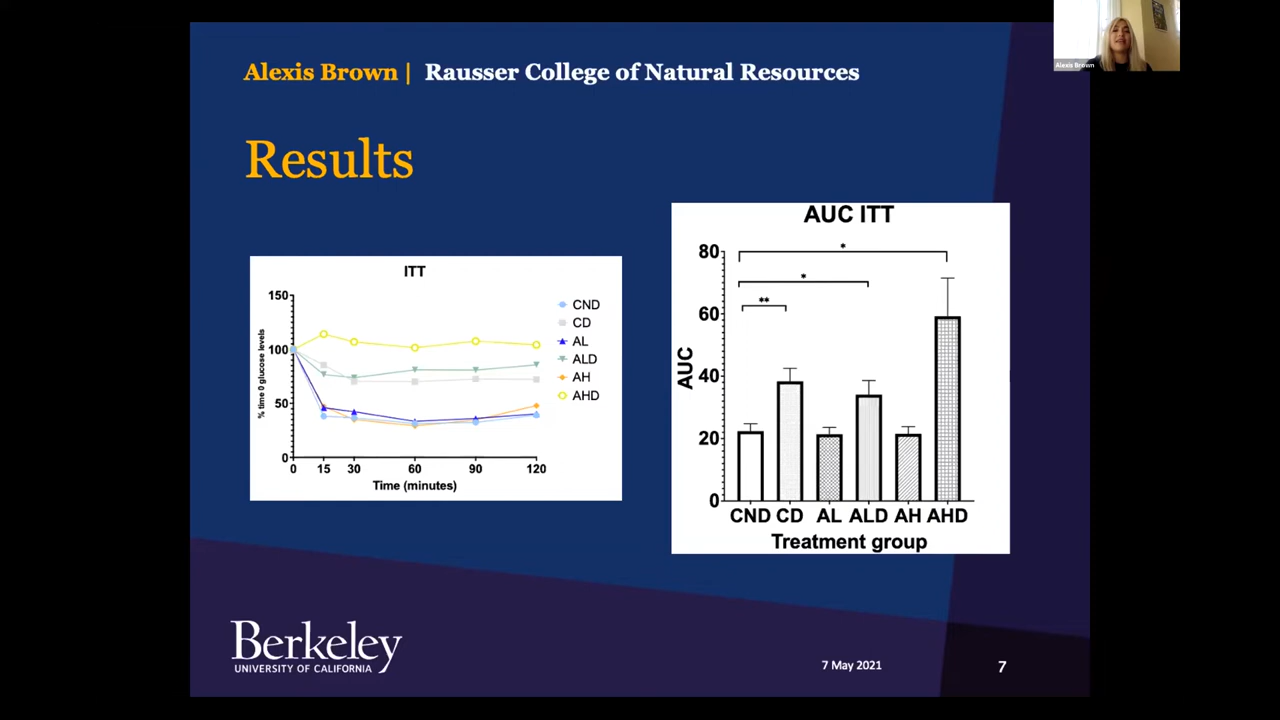 Alexis Brown
Alexis Brown | Rausser College of Natural Resources
Results
ITT
150
100
50
0
% time 0 glucose levels
0 15 30 60 90 120
Time (minutes)
CND
CD
AL
ALD
AH
AHD
AUC ITT
80
60
40
20
0
AUC
*
*
**
CND CD AL ALD AH AHD
Treatment group
Berkeley
UNIVERSITY OF CALIFORNIA
7 May 2021
7